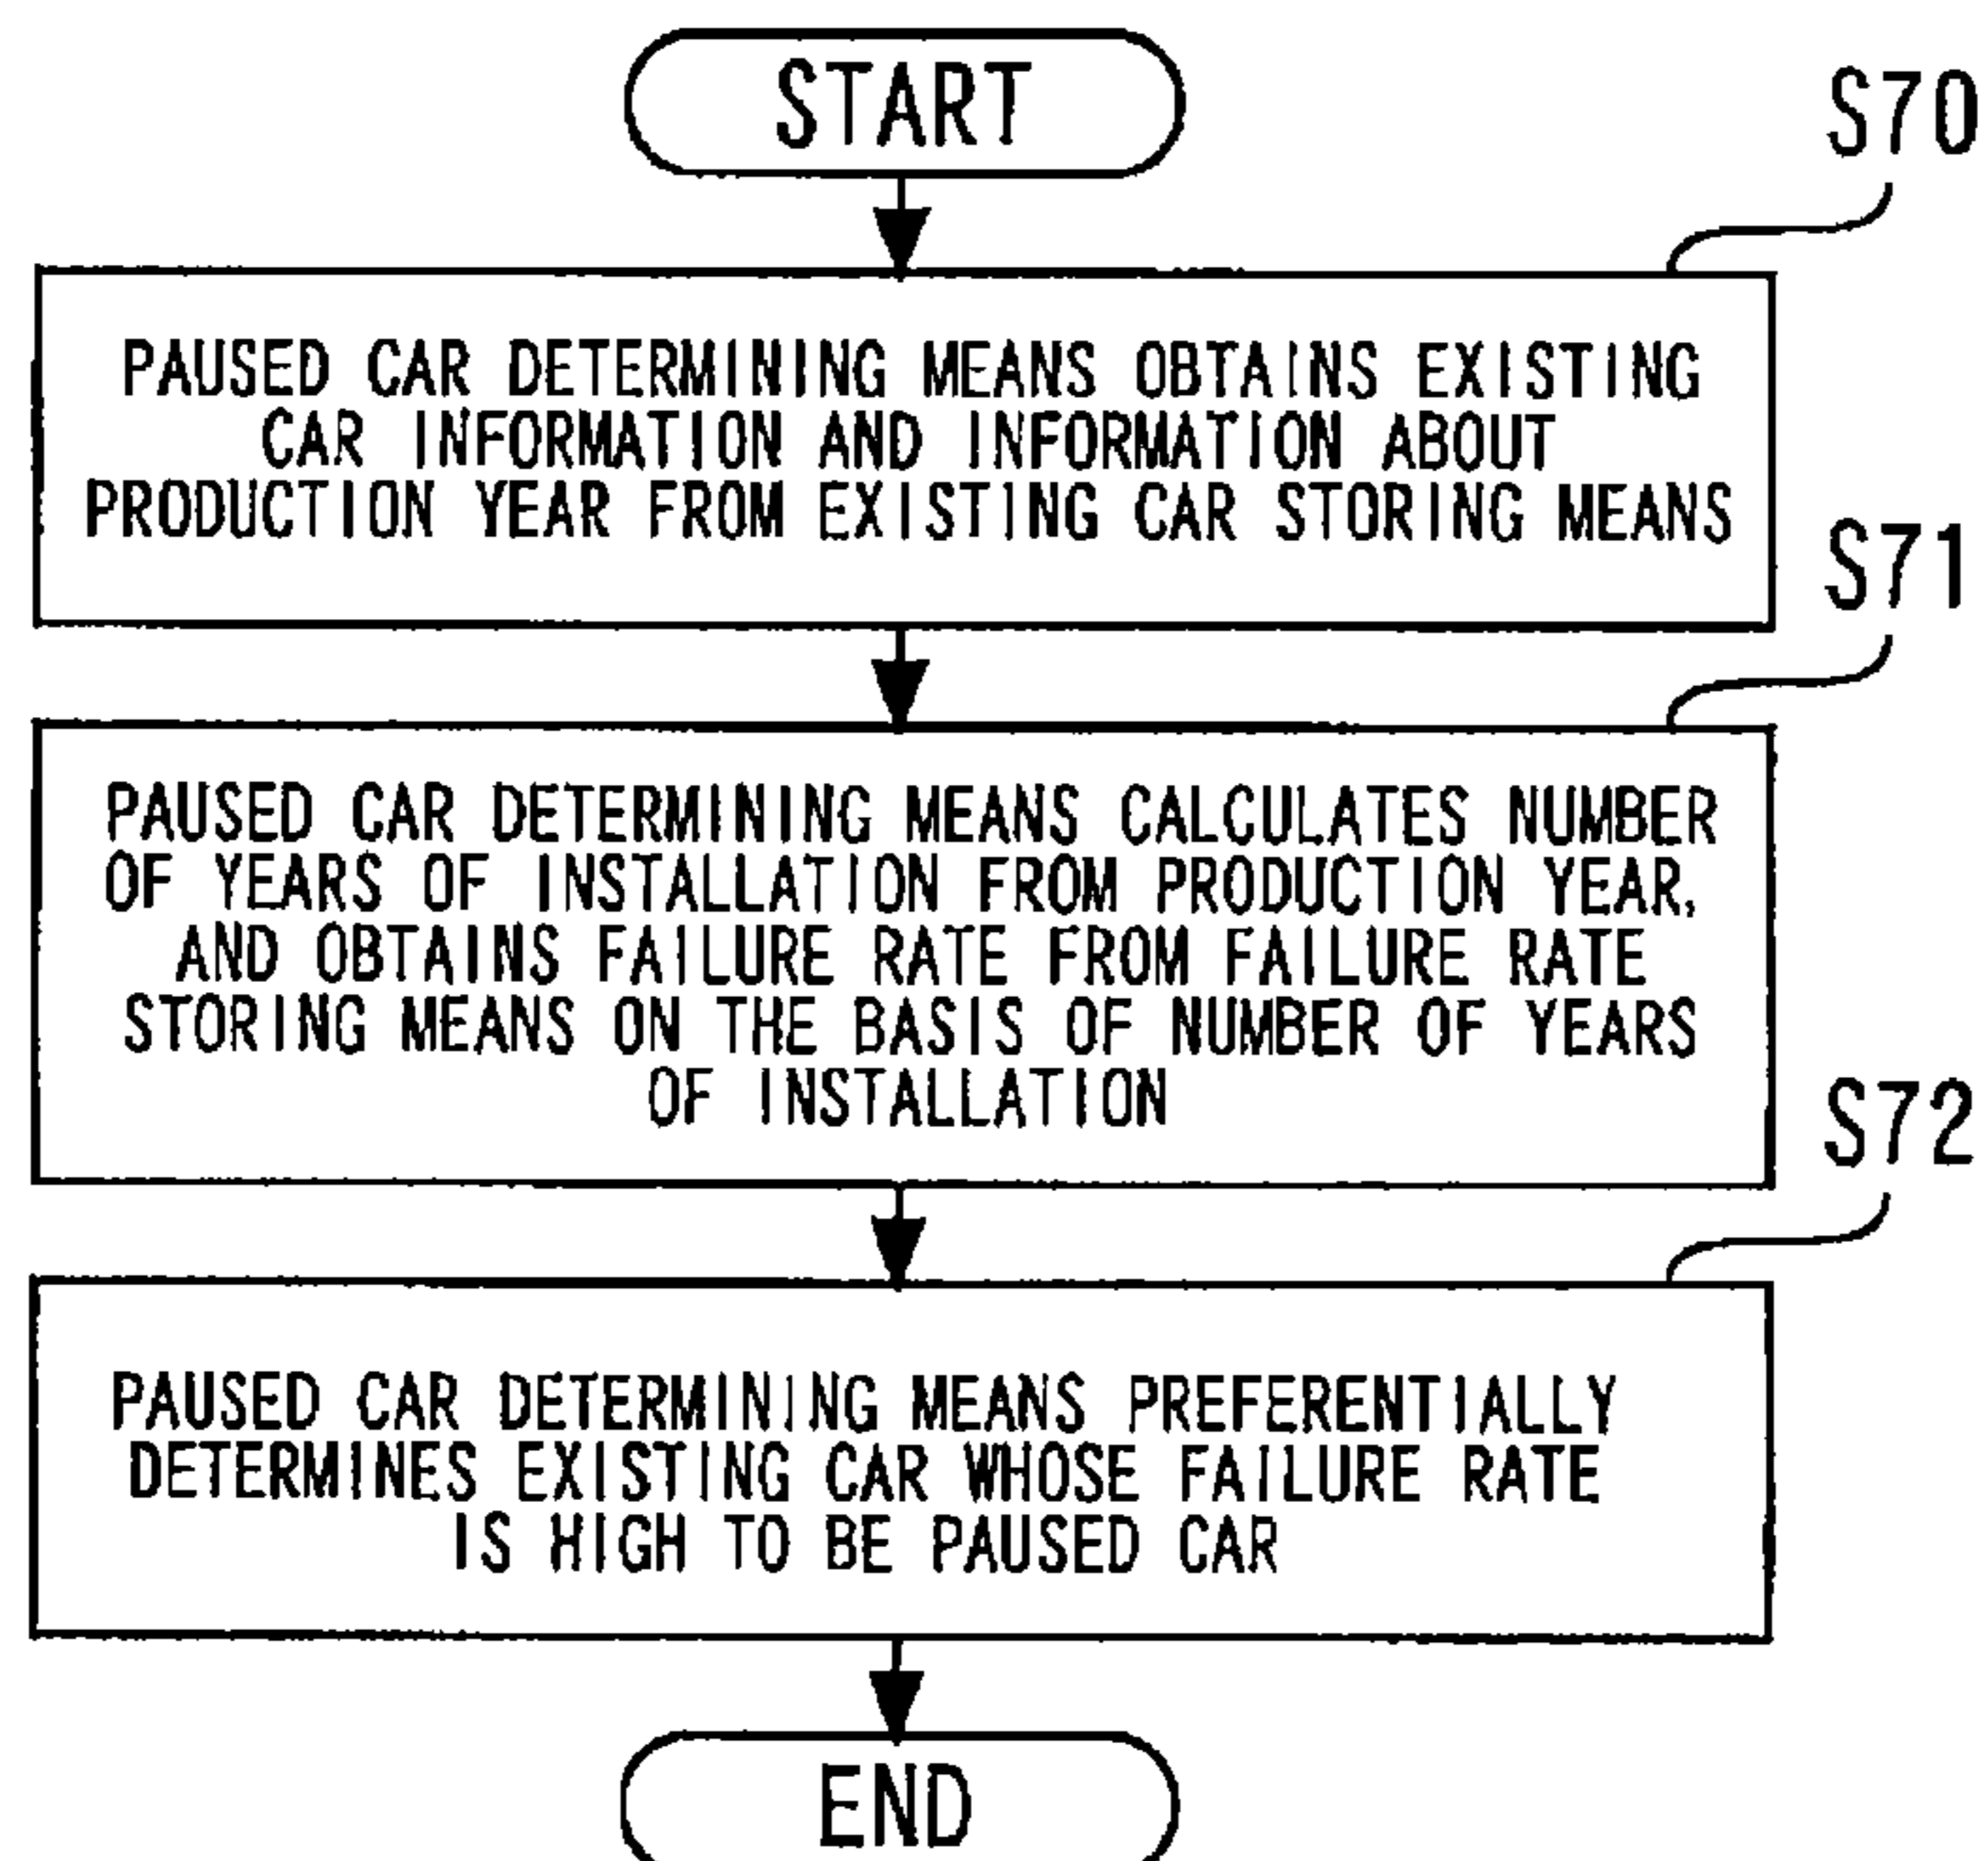 START
S70
PAUSED CAR DETERMINING MEANS OBTAINS EXISTING
CAR INFORMATION AND INFORMATION ABOUT
PRODUCTION YEAR FROM EXISTING CAR STORING MEANS
S71
PAUSED CAR DETERMINING MEANS CALCULATES NUMBER
OF YEARS OF INSTALLATION FROM PRODUCTION YEAR,
AND OBTAINS FAILURE RATE FROM FAILURE RATE
STORING MEANS ON THE BASIS OF NUMBER OF YEARS
OF INSTALLATION
S72
PAUSED CAR DETERMINING MEANS PREFERENTIALLY
DETERMINES EXISTING CAR WHOSE FAILURE RATE
IS HIGH TO BE PAUSED CAR
END